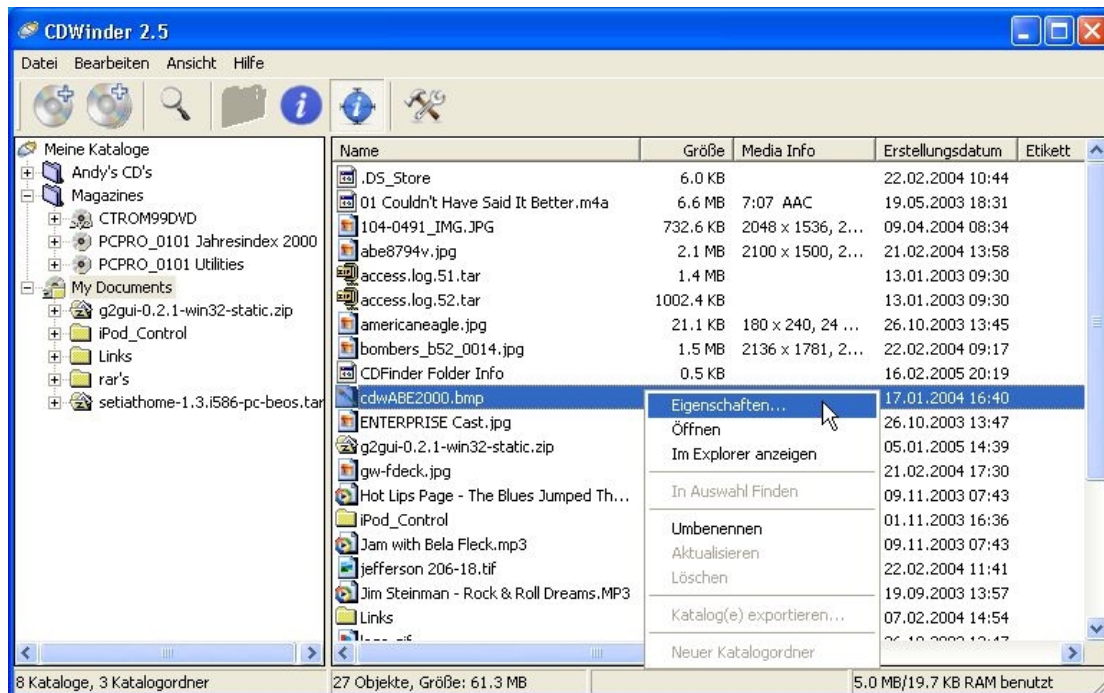 CDWinder 2.5
Datei Bearbeiten Ansicht Hilfe
Meine Kataloge
Andy's CD's
Magazines
CTROM99DVD
PCPRO_0101 Jahresindex 2000
PCPRO_0101 Utilities
My Documents
g2gui-0.2.1-win32-static.zip
iPod_Control
Links
rar's
setiathome-1.3.i586-pc-beos.tar
Name Größe Media Info Erstellungsdatum Etikett
.DS_Store 6.0 KB 22.02.2004 10:44
01 Couldn't Have Said It Better.m4a 6.6 MB 7:07 AAC 19.05.2003 18:31
104-0491_IMG.JPG 732.6 KB 2048 x 1536, 2... 09.04.2004 08:34
abe8794v.jpg 2.1 MB 2100 x 1500, 2... 21.02.2004 13:58
access.log.51.tar 1.4 MB 13.01.2003 09:30
access.log.52.tar 1002.4 KB 13.01.2003 09:30
americaneagle.jpg 21.1 KB 180 x 240, 24 ... 26.10.2003 13:45
bombers_b52_0014.jpg 1.5 MB 2136 x 1781, 2... 22.02.2004 09:17
CDFinder Folder Info 0.5 KB 16.02.2005 20:19
cdwABE2000.bmp 17.01.2004 16:40
ENTERPRISE Cast.jpg 26.10.2003 13:47
g2gui-0.2.1-win32-static.zip 05.01.2005 14:39
gw-fdeck.jpg 21.02.2004 17:30
Hot Lips Page - The Blues Jumped Th... 09.11.2003 07:43
iPod_Control 01.11.2003 16:36
Jam with Bela Fleck.mp3 09.11.2003 07:43
jefferson 206-18.tif 22.02.2004 11:41
Jim Steinman - Rock & Roll Dreams.MP3 19.09.2003 13:57
Links 07.02.2004 14:54
Eigenschaften...
Öffnen
Im Explorer anzeigen
In Auswahl Finden
Umbenennen
Aktualisieren
Löschen
Katalog(e) exportieren...
Neuer Katalogordner
8 Kataloge, 3 Katalogordner
27 Objekte, Größe: 61.3 MB
5.0 MB/19.7 KB RAM benutzt